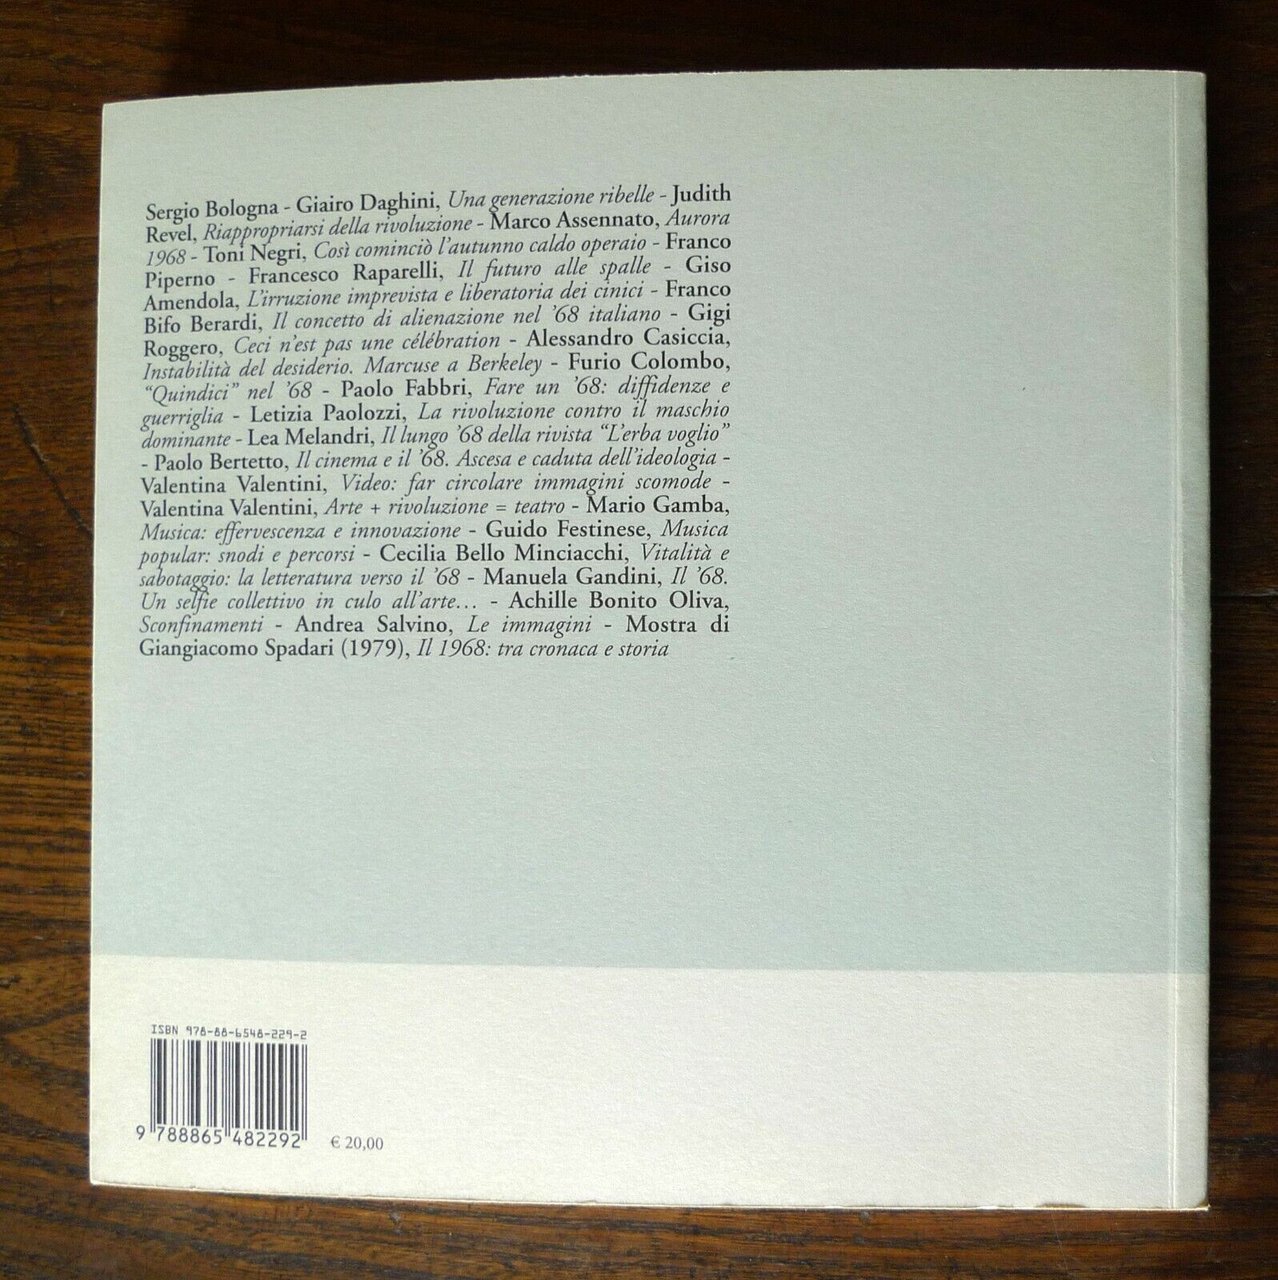 Sergio Bologna - Giairo Daghini, Una generazione ribelle - Judith
Revel, Riappropriarsi della rivoluzione - Marco Assennato, Aurora
1968 - Toni Negri, Così cominciò l'autunno caldo operaio - Franco
Piperno - Francesco Raparelli, Il futuro alle spalle - Giso
Amendola, L'irruzione imprevista e liberatoria dei cinici - Franco
Bifo Berardi, Il concetto di alienazione nel '68 italiano - Gigi
Roggero, Ceci n'est pas une célébration - Alessandro Casiccia,
Instabilità del desiderio. Marcuse a Berkeley - Furio Colombo,
“Quindici” nel '68 - Paolo Fabbri, Fare un '68: diffidenze e
guerriglia - Letizia Paolozzi, La rivoluzione contro il maschio
dominante - Lea Melandri, Il lungo '68 della rivista “L'erba voglio”
- Paolo Bertetto, Il cinema e il '68. Ascesa e caduta dell'ideologia -
Valentina Valentini, Video: far circolare immagini scomode -
Valentina Valentini, Arte + rivoluzione = teatro - Mario Gamba,
Musica: effervescenza e innovazione - Guido Festinese, Musica
popular: snodi e percorsi - Cecilia Bello Minciacchi, Vitalità e
sabotaggio: la letteratura verso il '68 - Manuela Gandini, Il '68.
Un selfie collettivo in culo all'arte… - Achille Bonito Oliva,
Sconfinamenti - Andrea Salvino, Le immagini - Mostra di
Giangiacomo Spadari (1979), Il 1968: tra cronaca e storia
ISBN 978-88-6548-229-2
9 788865 482292
€ 20,00